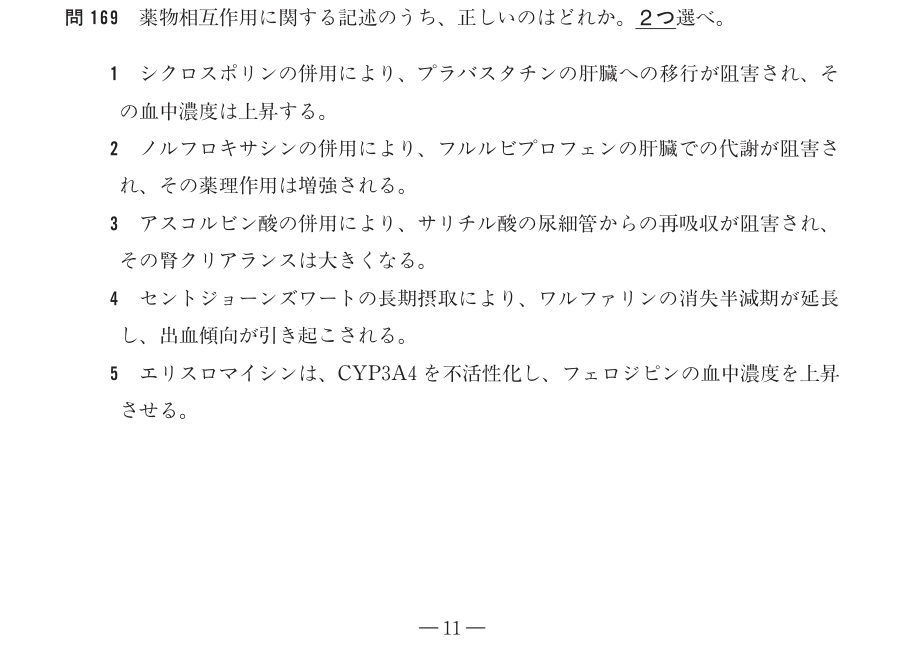 問 169　薬物相互作用に関する記述のうち、正しいのはどれか。２つ選べ。
1　シクロスポリンの併用により、プラバスタチンの肝臓への移行が阻害され、そ
の血中濃度は上昇する。
2　ノルフロキサシンの併用により、フルルビプロフェンの肝臓での代謝が阻害さ
れ、その薬理作用は増強される。
3　アスコルビン酸の併用により、サリチル酸の尿細管からの再吸収が阻害され、
その腎クリアランスは大きくなる。
4　セントジョーンズワートの長期摂取により、ワルファリンの消失半減期が延長
し、出血傾向が引き起こされる。
5　エリスロマイシンは、CYP3A4 を不活性化し、フェロジピンの血中濃度を上昇
させる。
— 11 —